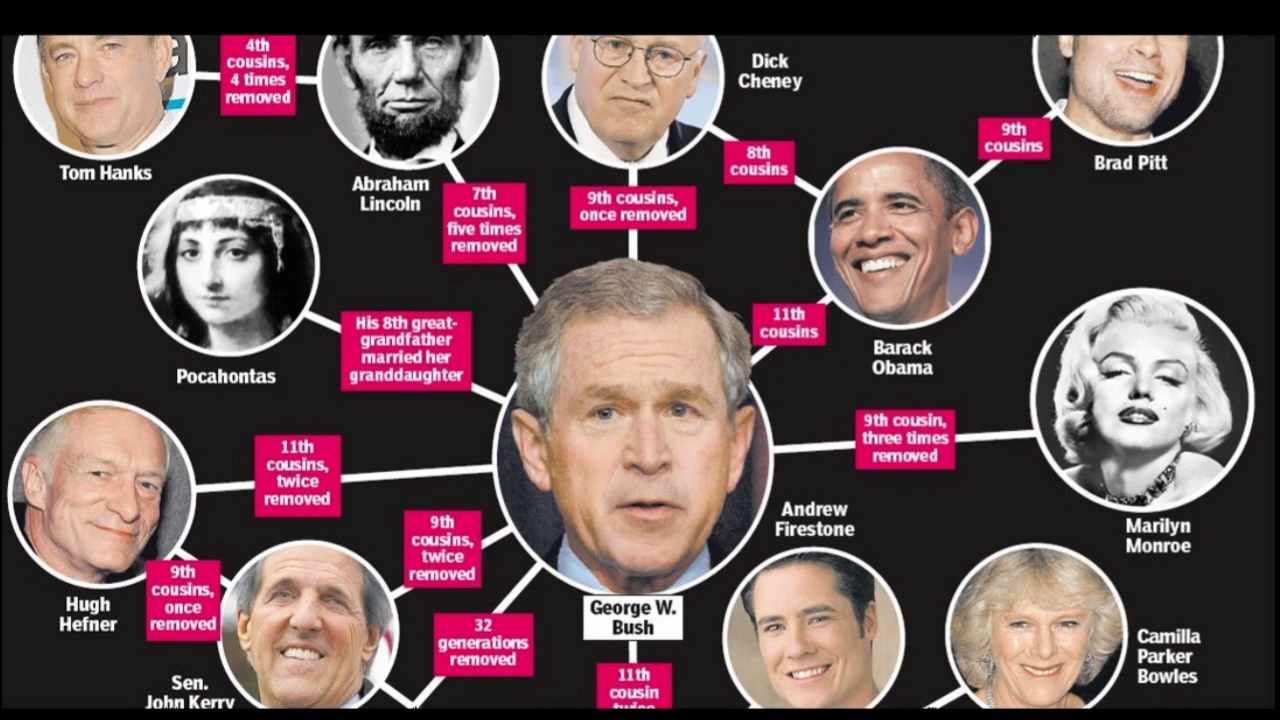 4th
cousins,
4 times
removed
Dick
Cheney
9th
cousins
8th
cousins
Tom Hanks
Brad Pitt
Abraham
Lincoln
7th
cousins,
five times
removed
9th cousins,
once removed
11th
cousins
His 8th great-
grandfather
married her
granddaughter
Barack
Obama
Pocahontas
9th cousin,
three times
removed
11th
cousins,
twice
removed
Andrew
Firestone
9th
cousins,
twice
removed
Marilyn
Monroe
9th
cousins,
once
removed
Hugh
Hefner
George W.
Bush
32
generations
removed
Camilla
Parker
Bowles
11th
cousin
twice
Sen.
John Kerry